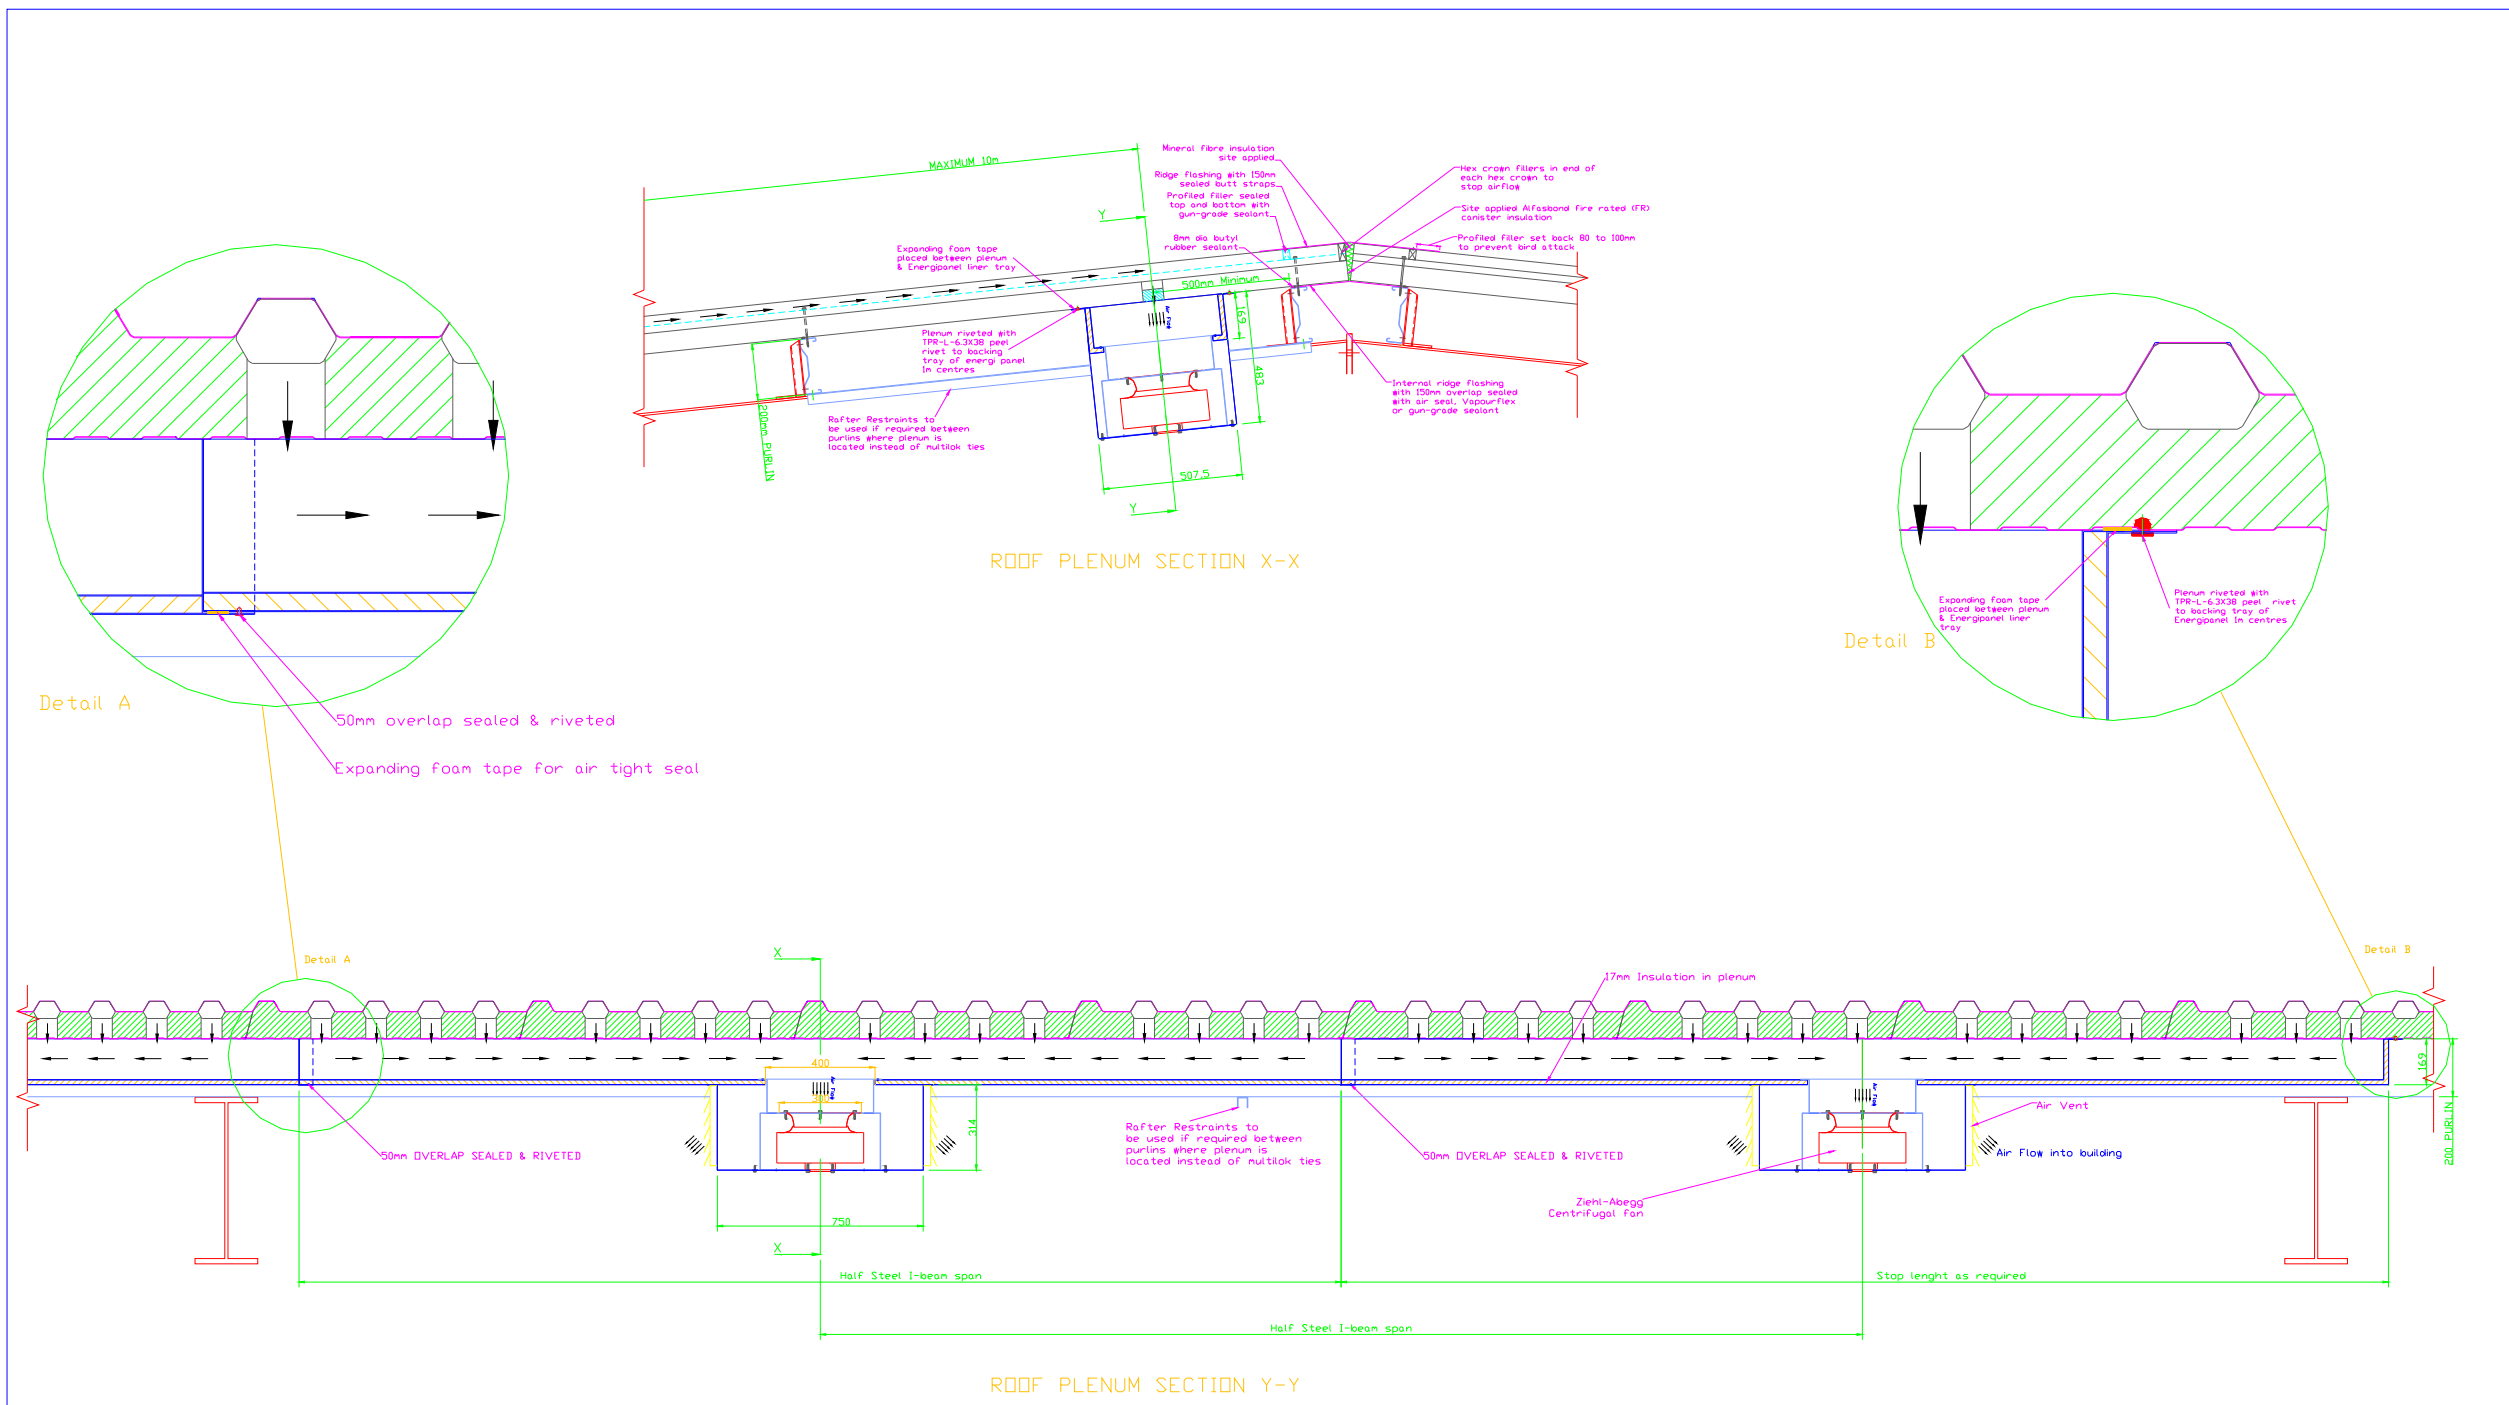 MAXIMUM 10m
Y
Mineral fibre insulation
site applied
Ridge flashing with 150mm
sealed butt straps
Profiled filler sealed
top and bottom with
gun-grade sealant
8mm dia butyl
rubber sealant
Hex crown fillers in end of
each hex crown to
stop airflow
Site applied Alfasbond fire rated (FR)
canister insulation
Profiled filler set back 80 to 100mm
to prevent bird attack
Expanding foam tape
placed between plenum
& Energipanel liner tray
500mm Minimum
Air Flow
169
483
Plenum riveted with
TPR-L-6.3X38 peel
rivet to backing
tray of energi panel
1m centres
200mm PURLIN
Rafter Restraints to
be used if required between
purlins where plenum is
located instead of multilok ties
Internal ridge flashing
with 150mm overlap sealed
with air seal, Vapourflex
or gun-grade sealant
507.5
Y
ROOF PLENUM SECTION X-X
Detail A
50mm overlap sealed & riveted
Expanding foam tape for air tight seal
Expanding foam tape
placed between plenum
& Energipanel liner
tray
Plenum riveted with
TPR-L-6.3X38 peel rivet
to backing tray of
Energipanel 1m centres
Detail B
Detail A
X
17mm Insulation in plenum
Detail B
400
Air Flow
314
750
X
50mm OVERLAP SEALED & RIVETED
Rafter Restraints to
be used if required between
purlins where plenum is
located instead of multilok ties
50mm OVERLAP SEALED & RIVETED
Air Flow
Ziehl-Abegg
Centrifugal fan
Air Vent
Air Flow into building
169
200 PURLIN
Half Steel I-beam span
Stop lenght as required
Half Steel I-beam span
ROOF PLENUM SECTION Y-Y